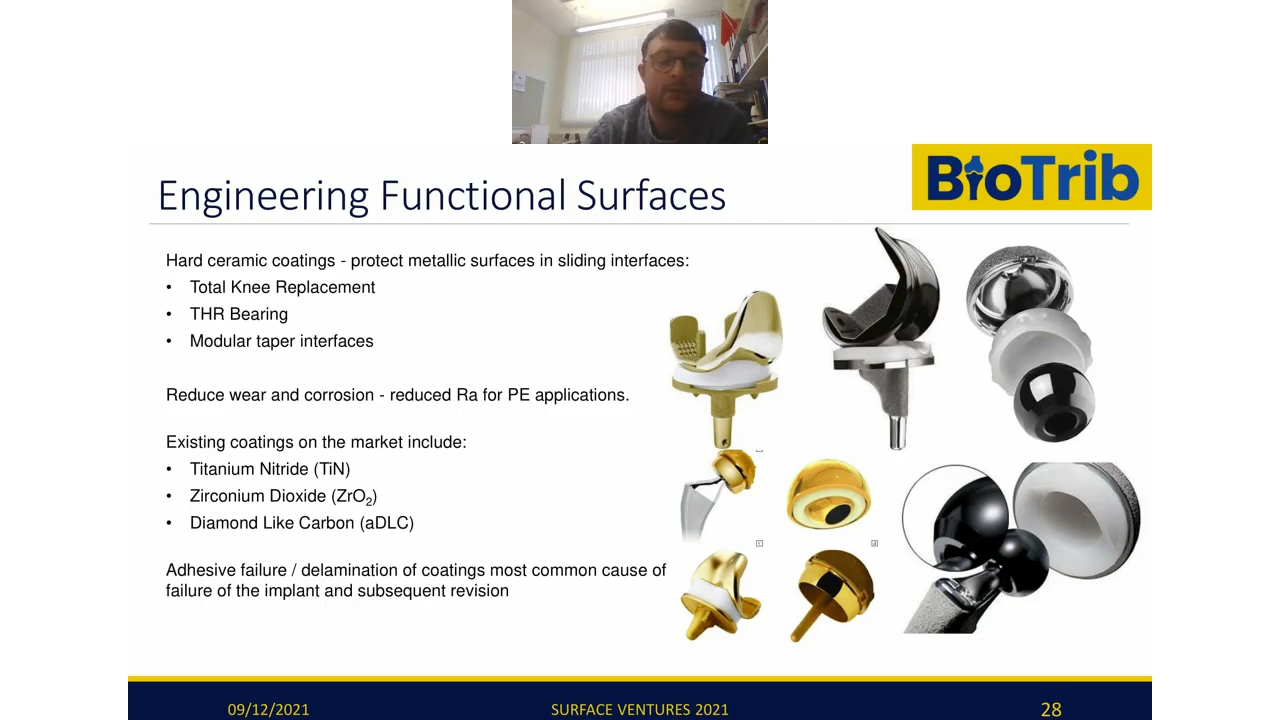 BioTrib
Engineering Functional Surfaces
Hard ceramic coatings - protect metallic surfaces in sliding interfaces:
• Total Knee Replacement
• THR Bearing
• Modular taper interfaces
Reduce wear and corrosion - reduced Ra for PE applications.
Existing coatings on the market include:
• Titanium Nitride (TiN)
• Zirconium Dioxide (ZrO₂)
• Diamond Like Carbon (aDLC)
Adhesive failure / delamination of coatings most common cause of
failure of the implant and subsequent revision
09/12/2021
SURFACE VENTURES 2021
28